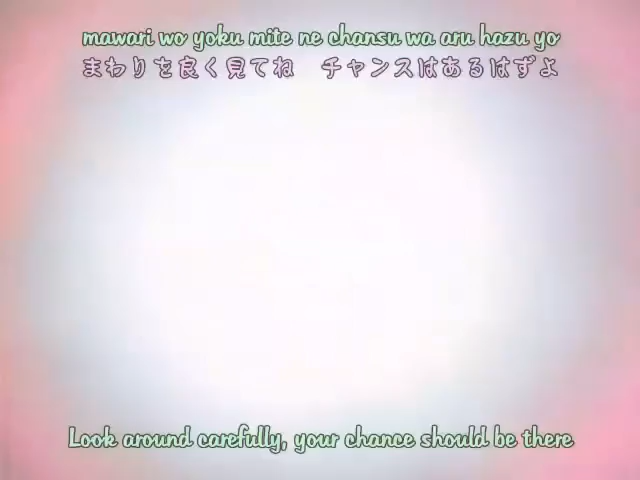 mawari wo yoku mite ne chansu wa aru hazu yo
まわりを良く見てね　チャンスはあるはずよ
Look around carefully, your chance should be there